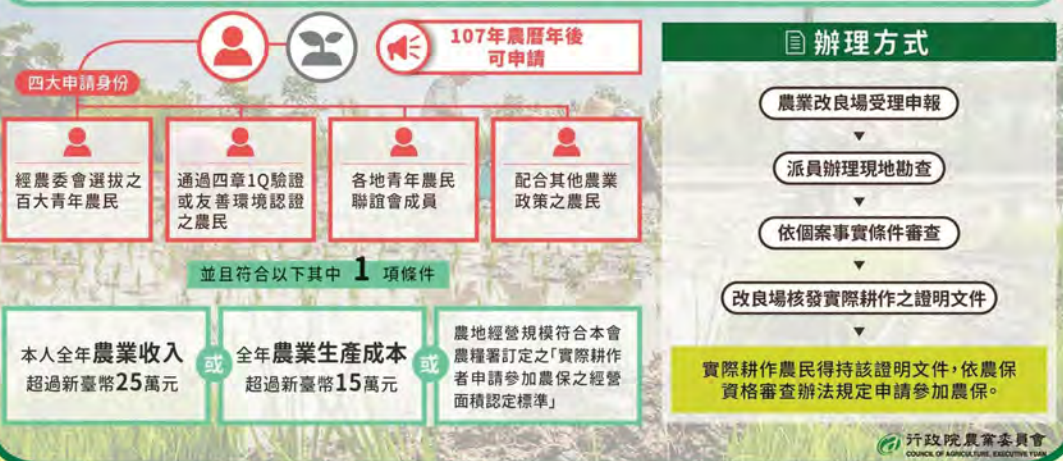 107年農曆年後
可申請
四大申請身份
經農委會選拔之
百大青年農民
通過四章1Q驗證
或友善環境認證
之農民
各地青年農民
聯誼會成員
配合其他農業
政策之農民
並且符合以下其中 1 項條件
本人全年農業收入
超過新臺幣25萬元
或
全年農業生產成本
超過新臺幣15萬元
或
農地經營規模符合本會
農糧署訂定之「實際耕作
者申請參加農保之經營
面積認定標準」
辦理方式
農業改良場受理申報
派員辦理現地勘查
依個案事實條件審查
改良場核發實際耕作之證明文件
實際耕作農民得持該證明文件,依農保
資格審查辦法規定申請參加農保。
行政院農業委員會
COUNCIL OF AGRICULTURE, EXECUTIVE YUAN